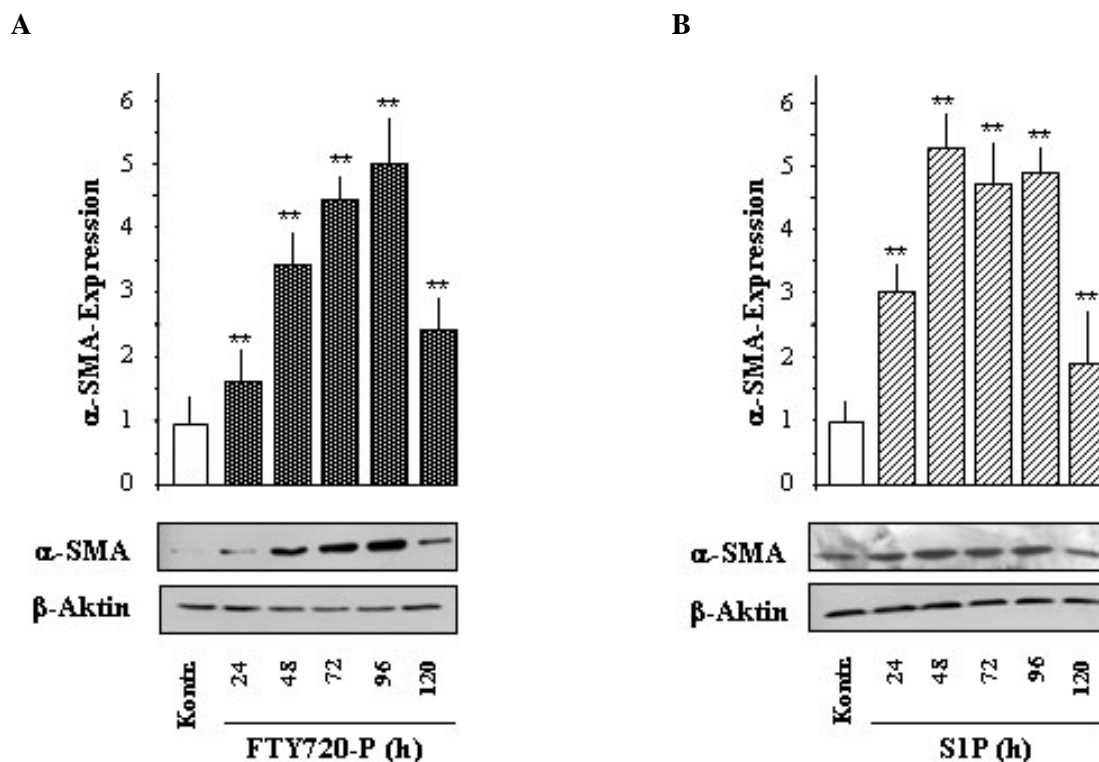 A
B
α-SMA-Expression
6
5
4
3
2
1
0
** ** ** ** **
α-SMA
β-Aktin
Kontr. 24 48 72 96 120
FTY720-P (h)
α-SMA-Expression
6
5
4
3
2
1
0
** ** ** ** **
α-SMA
β-Aktin
Kontr. 24 48 72 96 120
S1P (h)